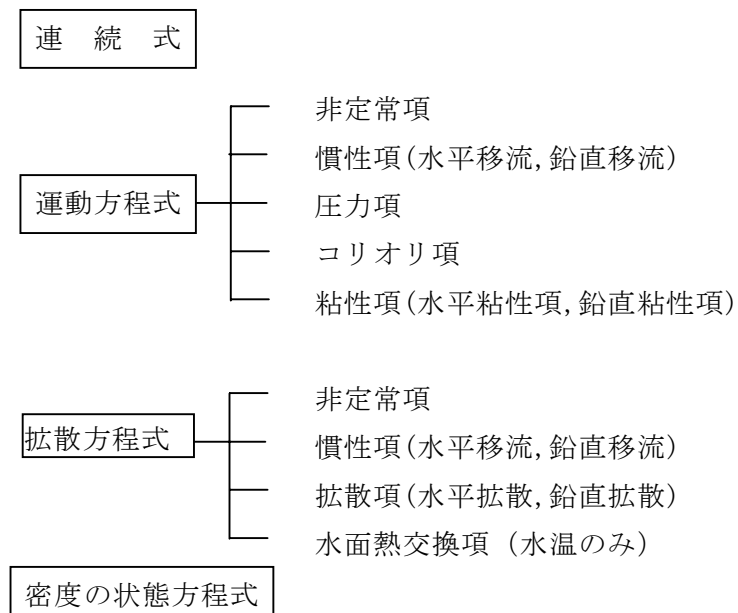 連続式
非定常項
慣性項(水平移流,鉛直移流)
運動方程式
圧力項
コリオリ項
粘性項(水平粘性項,鉛直粘性項)
非定常項
拡散方程式
慣性項(水平移流,鉛直移流)
拡散項(水平拡散,鉛直拡散)
水面熱交換項(水温のみ)
密度の状態方程式